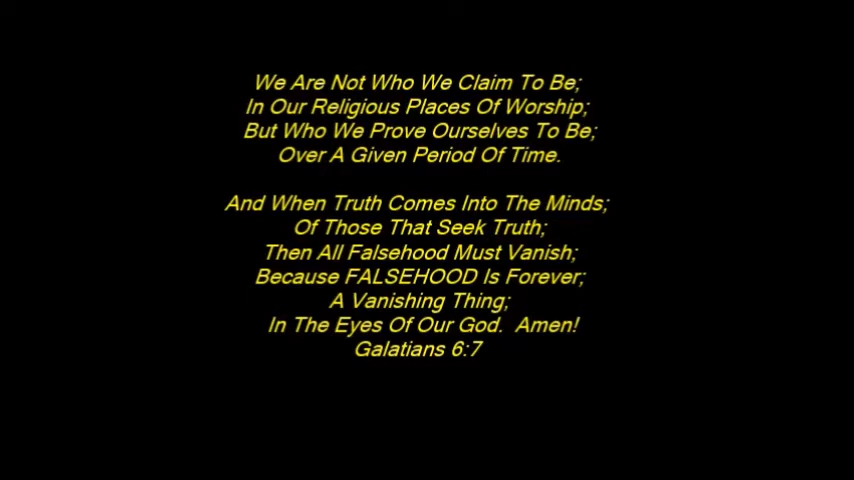 We Are Not Who We Claim To Be;
In Our Religious Places Of Worship;
But Who We Prove Ourselves To Be;
Over A Given Period Of Time.
And When Truth Comes Into The Minds;
Of Those That Seek Truth;
Then All Falsehood Must Vanish;
Because FALSEHOOD Is Forever;
A Vanishing Thing;
In The Eyes Of Our God.  Amen!
Galatians 6:7